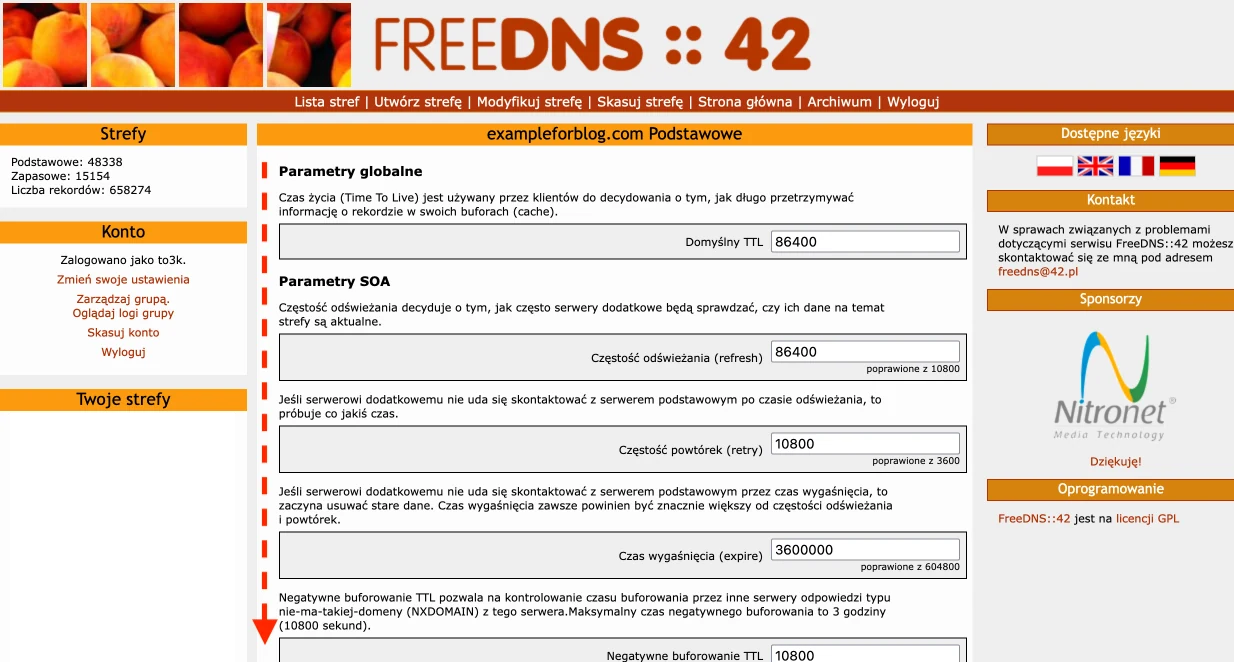 FREEDNS :: 42
Lista stref | Utwórz strefę | Modyfikuj strefę | Skasuj strefę | Strona główna | Archiwum | Wyloguj
Strefy
Podstawowe: 48338
Zapasowe: 15154
Liczba rekordów: 658274
Konto
Zalogowano jako to3k.
Zmień swoje ustawienia
Zarządzaj grupą.
Oglądaj logi grupy
Skasuj konto
Wyloguj
Twoje strefy
exampleforblog.com Podstawowe
Parametry globalne
Czas życia (Time To Live) jest używany przez klientów do decydowania o tym, jak długo przetrzymywać
informację o rekordzie w swoich buforach (cache).
Domyślny TTL 86400
Parametry SOA
Częstość odświeżania decyduje o tym, jak często serwery dodatkowe będą sprawdzać, czy ich dane na temat
strefy są aktualne.
Częstość odświeżania (refresh) 86400
poprawione z 10800
Jeśli serwerowi dodatkowemu nie uda się skontaktować z serwerem podstawowym po czasie odświeżania, to
próbuje co jakiś czas.
Częstość powtórek (retry) 10800
poprawione z 3600
Jeśli serwerowi dodatkowemu nie uda się skontaktować z serwerem podstawowym przez czas wygaśnięcia, to
zaczyna usuwać stare dane. Czas wygaśnięcia zawsze powinien być znacznie większy od częstości odświeżania
i powtórek.
Czas wygaśnięcia (expire) 3600000
poprawione z 604800
Negatywne buforowanie TTL pozwala na kontrolowanie czasu buforowania przez inne serwery odpowiedzi typu
nie-ma-takiej-domeny (NXDOMAIN) z tego serwera.Maksymalny czas negatywnego buforowania to 3 godziny
(10800 sekund).
Negatywne buforowanie TTL 10800
Dostępne języki
Kontakt
W sprawach związanych z problemami
dotyczącymi serwisu FreeDNS::42 możesz
skontaktować się ze mną pod adresem
freedns@42.pl
Sponsorzy
Nitronet®
Media Technology
Dziękuję!
Oprogramowanie
FreeDNS::42 jest na licencji GPL